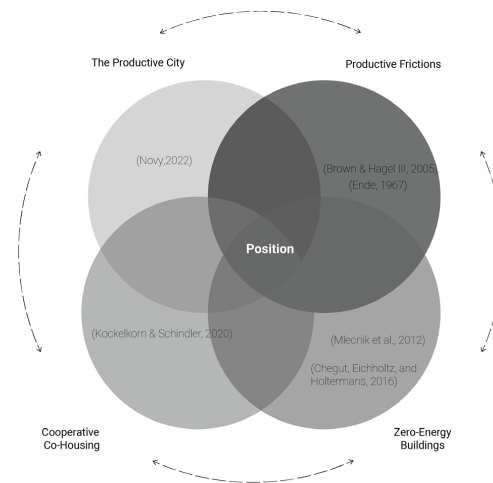 The Productive City
Productive Frictions
(Novy,2022)
(Brown & Hagel III, 2005)
(Ende, 1967)
Position
(Kockelkorn & Schindler, 2020)
(Mlecnik et al., 2012)
(Chegut, Eichholtz, and
Holtermans, 2016)
Cooperative
Co-Housing
Zero-Energy
Buildings